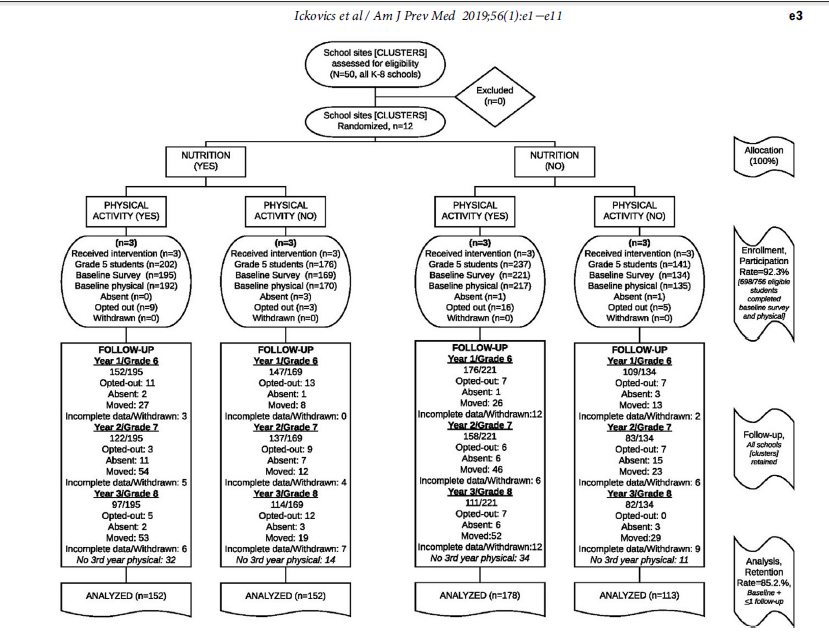 Ickovics et al / Am J Prev Med 2019;56(1):e1−e11
e3
School sites [CLUSTERS]
assessed for eligibility
(N=50, all K-8 schools)
Excluded
(n=0)
School sites [CLUSTERS]
Randomized, n=12
Allocation
(100%)
NUTRITION
(YES)
NUTRITION
(NO)
PHYSICAL
ACTIVITY (YES)
PHYSICAL
ACTIVITY (NO)
PHYSICAL
ACTIVITY (YES)
PHYSICAL
ACTIVITY (NO)
(n=3)
Received intervention (n=3)
Grade 5 students (n=202)
Baseline Survey (n=195)
Baseline physical (n=192)
Absent (n=0)
Opted out (n=9)
Withdrawn (n=0)
(n=3)
Received intervention (n=3)
Grade 5 students (n=176)
Baseline Survey (n=169)
Baseline physical (n=170)
Absent (n=3)
Opted out (n=3)
Withdrawn (n=0)
(n=3)
Received intervention (n=3)
Grade 5 students (n=237)
Baseline Survey (n=221)
Baseline physical (n=217)
Absent (n=1)
Opted out (n=16)
Withdrawn (n=0)
(n=3)
Received intervention (n=3)
Grade 5 students (n=141)
Baseline Survey (n=134)
Baseline physical (n=135)
Absent (n=1)
Opted out (n=5)
Withdrawn (n=0)
Enrollment,
Participation
Rate=92.3%
[698/756 eligible
students
completed
baseline survey
and physical]
FOLLOW-UP
Year 1/Grade 6
152/195
Opted-out: 11
Absent: 2
Moved: 27
Incomplete data/Withdrawn: 3
Year 2/Grade 7
122/195
Opted-out: 3
Absent: 11
Moved: 54
Incomplete data/Withdrawn: 5
Year 3/Grade 8
97/195
Opted-out: 5
Absent: 2
Moved: 53
Incomplete data/Withdrawn: 6
No 3rd year physical: 32
FOLLOW-UP
Year 1/Grade 6
147/169
Opted-out: 13
Absent: 1
Moved: 8
Incomplete data/Withdrawn: 0
Year 2/Grade 7
137/169
Opted-out: 9
Absent: 7
Moved: 12
Incomplete data/Withdrawn: 4
Year 3/Grade 8
114/169
Opted-out: 12
Absent: 3
Moved: 19
Incomplete data/Withdrawn: 7
No 3rd year physical: 14
FOLLOW-UP
Year 1/Grade 6
176/221
Opted-out: 7
Absent: 1
Moved: 26
Incomplete data/Withdrawn:12
Year 2/Grade 7
158/221
Opted-out: 6
Absent: 6
Moved: 46
Incomplete data/Withdrawn: 6
Year 3/Grade 8
111/221
Opted-out: 7
Absent: 6
Moved:52
Incomplete data/Withdrawn:12
No 3rd year physical: 34
FOLLOW-UP
Year 1/Grade 6
109/134
Opted-out: 7
Absent: 3
Moved: 13
Incomplete data/Withdrawn: 2
Year 2/Grade 7
83/134
Opted-out: 7
Absent: 15
Moved: 23
Incomplete data/Withdrawn: 6
Year 3/Grade 8
82/134
Opted-out: 0
Absent: 3
Moved:29
Incomplete data/Withdrawn: 9
No 3rd year physical: 11
Follow-up,
All schools
[clusters]
retained
ANALYZED (n=152)
ANALYZED (n=152)
ANALYZED (n=178)
ANALYZED (n=113)
Analysis,
Retention
Rate=85.2.%,
Baseline +
≤1 follow-up